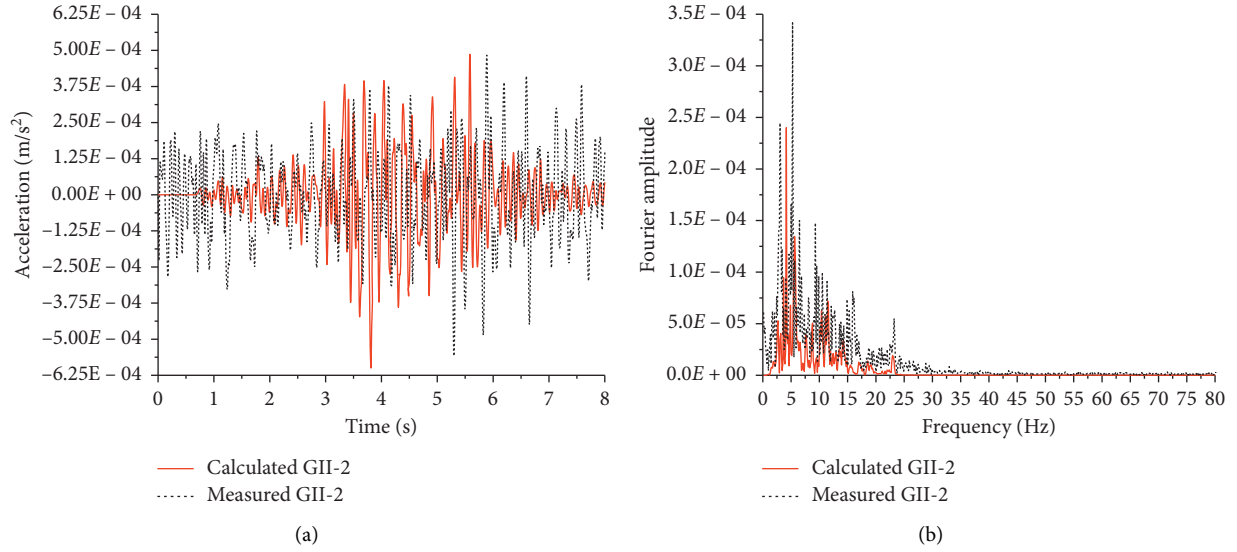 6.25E – 04
5.00E – 04
3.75E – 04
2.50E – 04
1.25E – 04
0.00E + 00
–1.25E – 04
–2.50E – 04
–3.75E – 04
–5.00E – 04
–6.25E – 04
Acceleration (m/s²)
0 1 2 3 4 5 6 7 8
Time (s)
Calculated GII-2
Measured GII-2
(a)
3.5E – 04
3.0E – 04
2.5E – 04
2.0E – 04
1.5E – 04
1.0E – 04
5.0E – 05
0.0E + 00
Fourier amplitude
0 5 10 15 20 25 30 35 40 45 50 55 60 65 70 75 80
Frequency (Hz)
Calculated GII-2
Measured GII-2
(b)